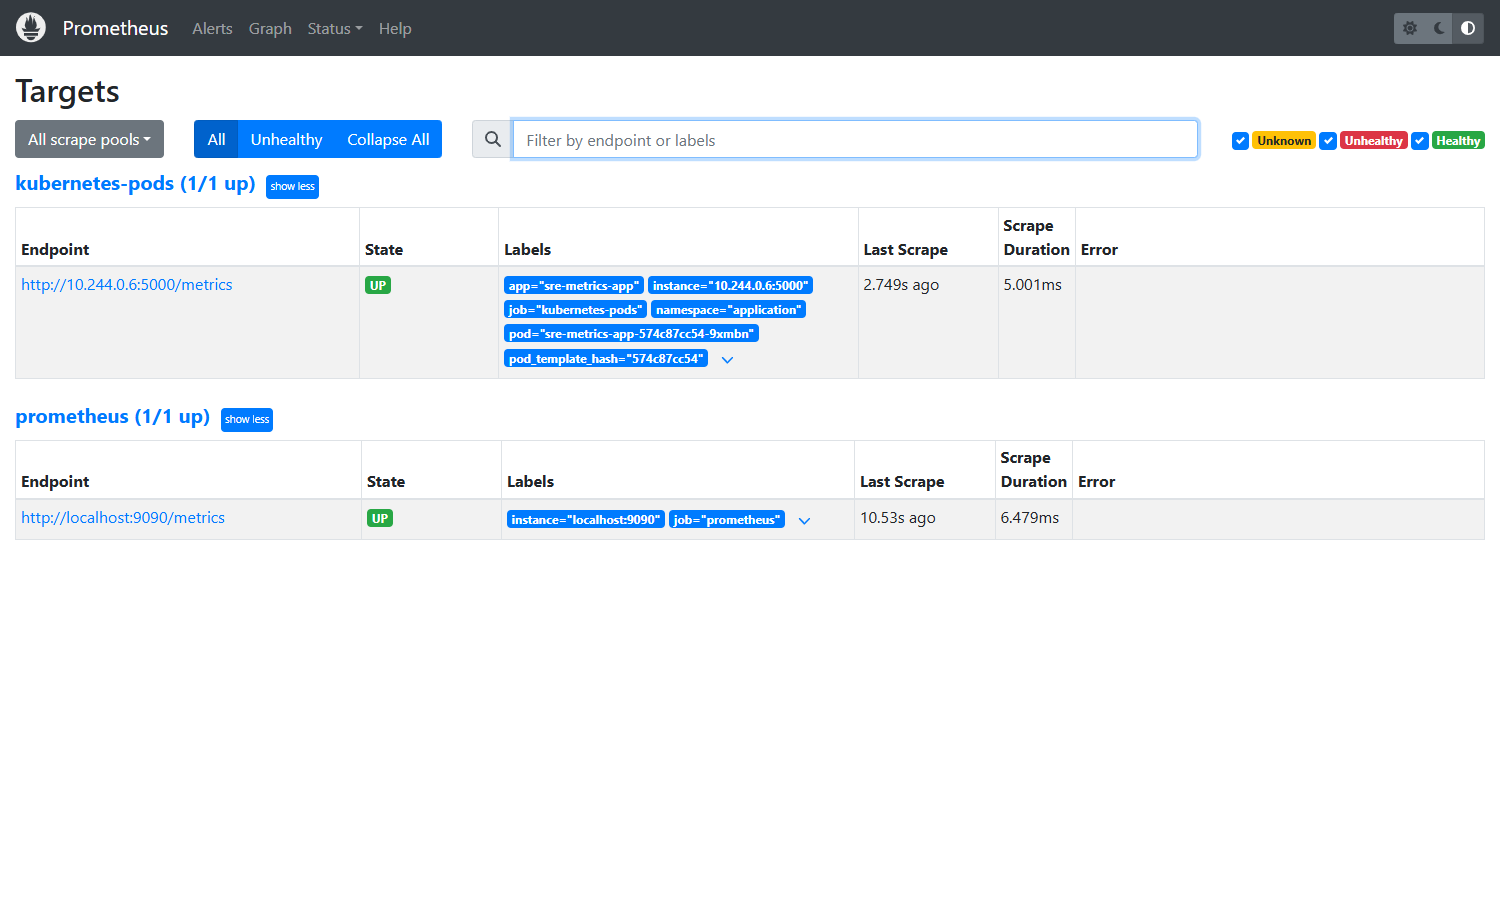 Prometheus Alerts Graph Status Help
Targets
All scrape pools All Unhealthy Collapse All Filter by endpoint or labels Unknown Unhealthy Healthy
kubernetes-pods (1/1 up) show less
Endpoint State Labels Last Scrape Scrape Duration Error
http://10.244.0.6:5000/metrics UP app="sre-metrics-app" instance="10.244.0.6:5000" 2.749s ago 5.001ms
job="kubernetes-pods" namespace="application"
pod="sre-metrics-app-574c87cc54-9xmbn"
pod_template_hash="574c87cc54"
prometheus (1/1 up) show less
Endpoint State Labels Last Scrape Scrape Duration Error
http://localhost:9090/metrics UP instance="localhost:9090" job="prometheus" 10.53s ago 6.479ms